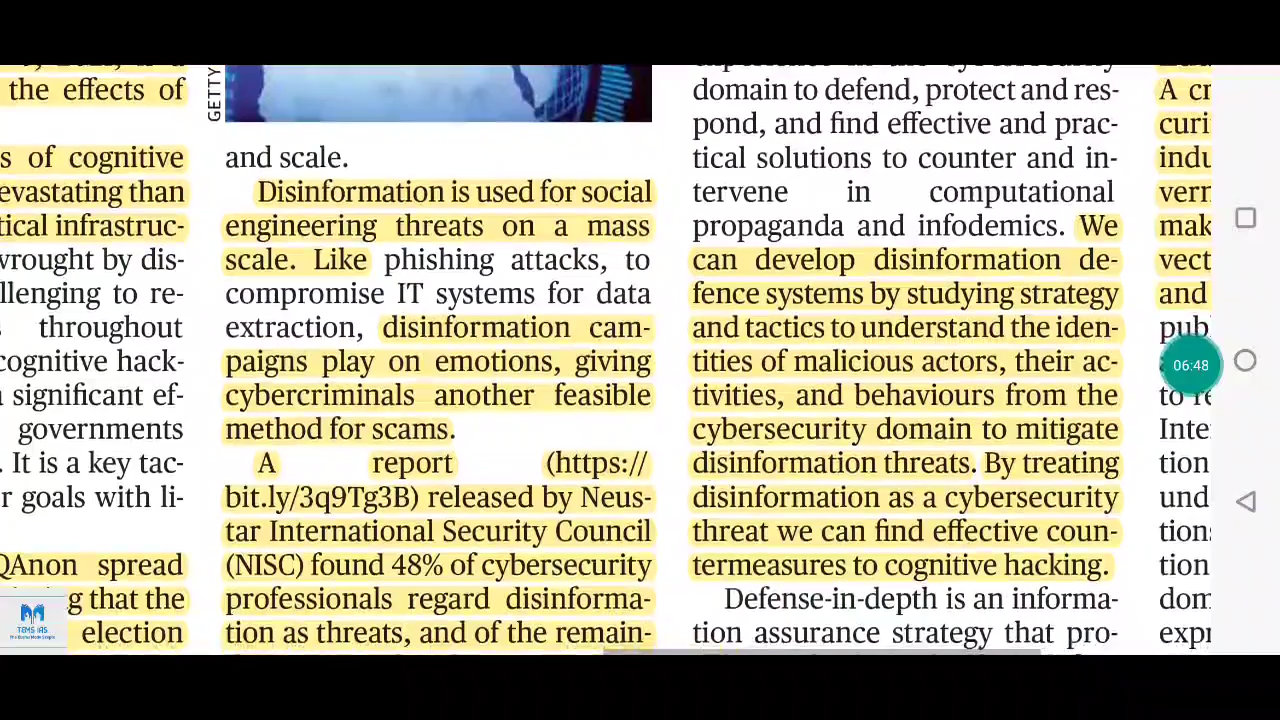 the effects of
s of cognitive
evastating than
tical infrastruc-
wrought by dis-
llenging to re-
throughout
cognitive hack-
significant ef-
governments
. It is a key tac-
r goals with li-
QAnon spread
g that the
election
TEMS IAS
GETTY
and scale.
Disinformation is used for social
engineering threats on a mass
scale. Like phishing attacks, to
compromise IT systems for data
extraction, disinformation cam-
paigns play on emotions, giving
cybercriminals another feasible
method for scams.
A report (https://
bit.ly/3q9Tg3B) released by Neus-
tar International Security Council
(NISC) found 48% of cybersecurity
professionals regard disinforma-
tion as threats, and of the remain-
domain to defend, protect and res-
pond, and find effective and prac-
tical solutions to counter and in-
tervene in computational
propaganda and infodemics. We
can develop disinformation de-
fence systems by studying strategy
and tactics to understand the iden-
tities of malicious actors, their ac-
tivities, and behaviours from the
cybersecurity domain to mitigate
disinformation threats. By treating
disinformation as a cybersecurity
threat we can find effective coun-
termeasures to cognitive hacking.
Defense-in-depth is an informa-
tion assurance strategy that pro-
A cr
curi
indu
vern
mak
vect
and
publ
to re
Inte
tion
und
tions
tion
dom
expr
06:48